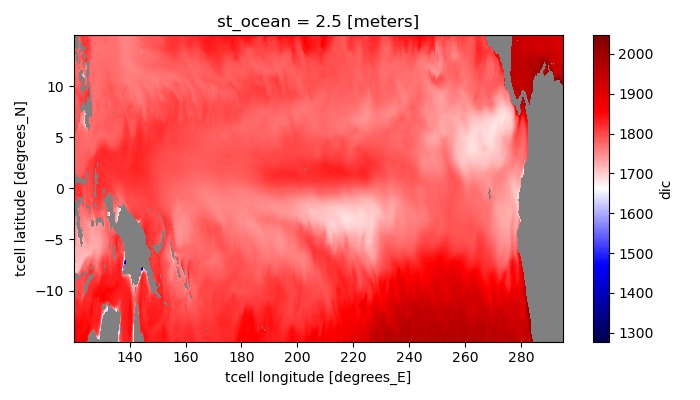 st_ocean = 2.5 [meters]
tcell latitude [degrees_N]
10
5
0
−5
−10
140 160 180 200 220 240 260 280
tcell longitude [degrees_E]
2000
1900
1800
1700
1600
1500
1400
1300
dic